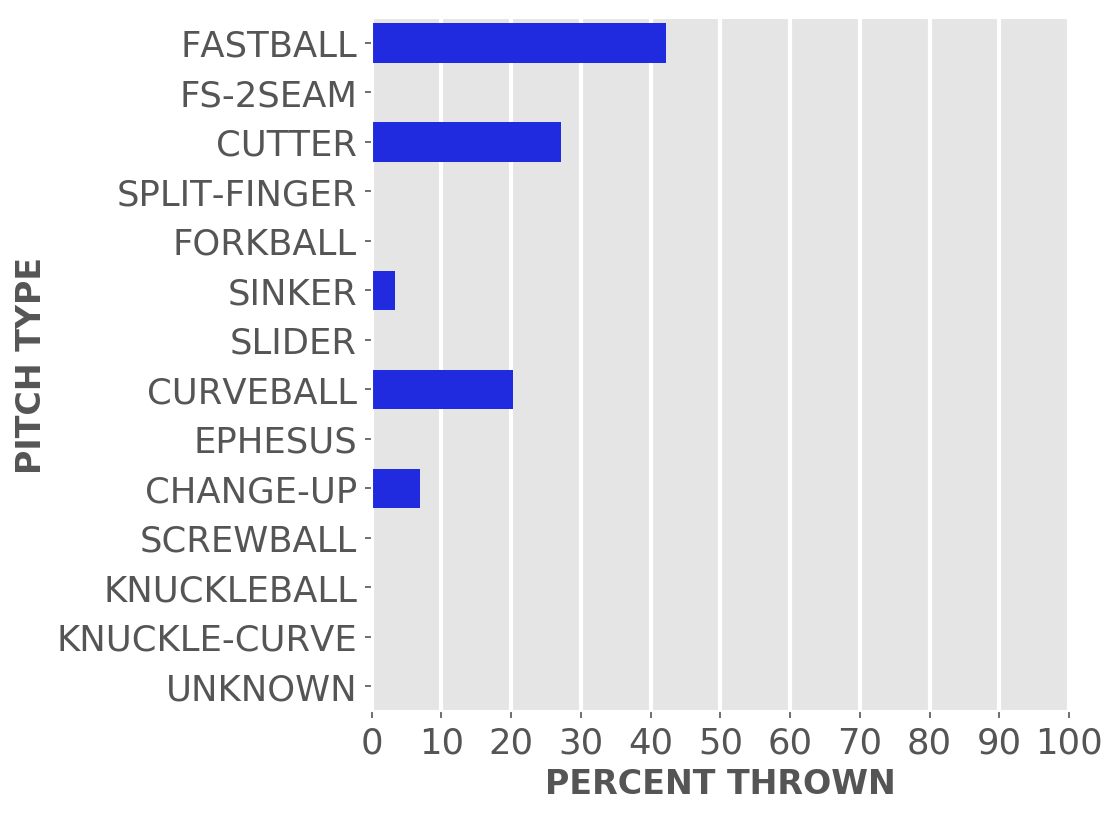 PITCH TYPE
FASTBALL
FS-2SEAM
CUTTER
SPLIT-FINGER
FORKBALL
SINKER
SLIDER
CURVEBALL
EPHESUS
CHANGE-UP
SCREWBALL
KNUCKLEBALL
KNUCKLE-CURVE
UNKNOWN
0 10 20 30 40 50 60 70 80 90 100
PERCENT THROWN